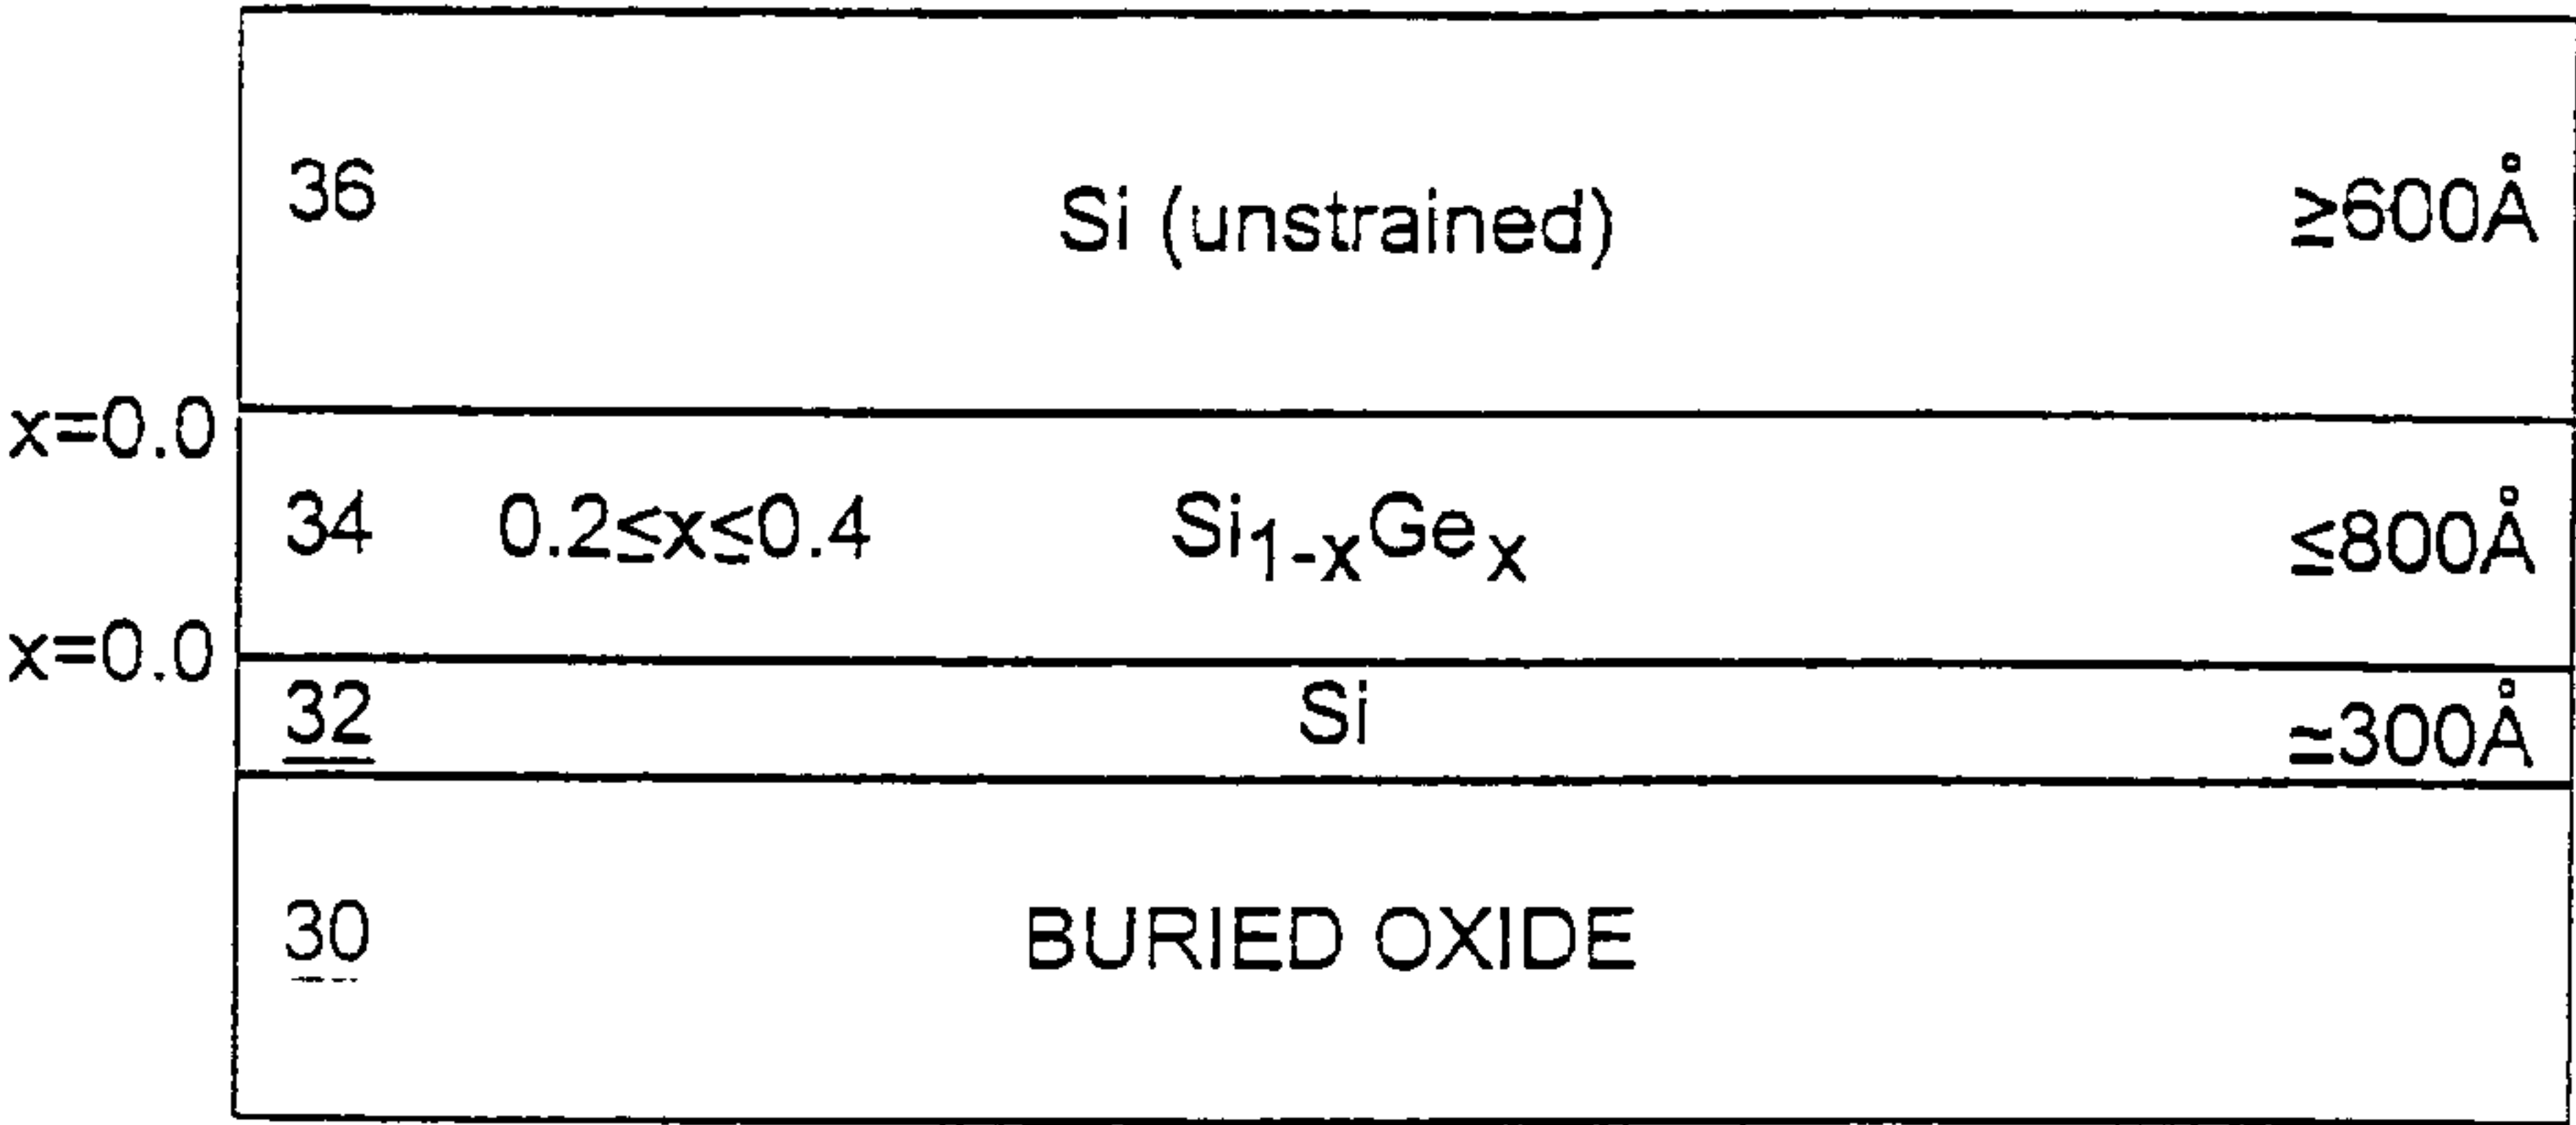 36 Si (unstrained) ≥600Å
x=0.0
34 0.2≤x≤0.4 Si1-xGex ≤800Å
x=0.0
32 Si ≃300Å
30 BURIED OXIDE